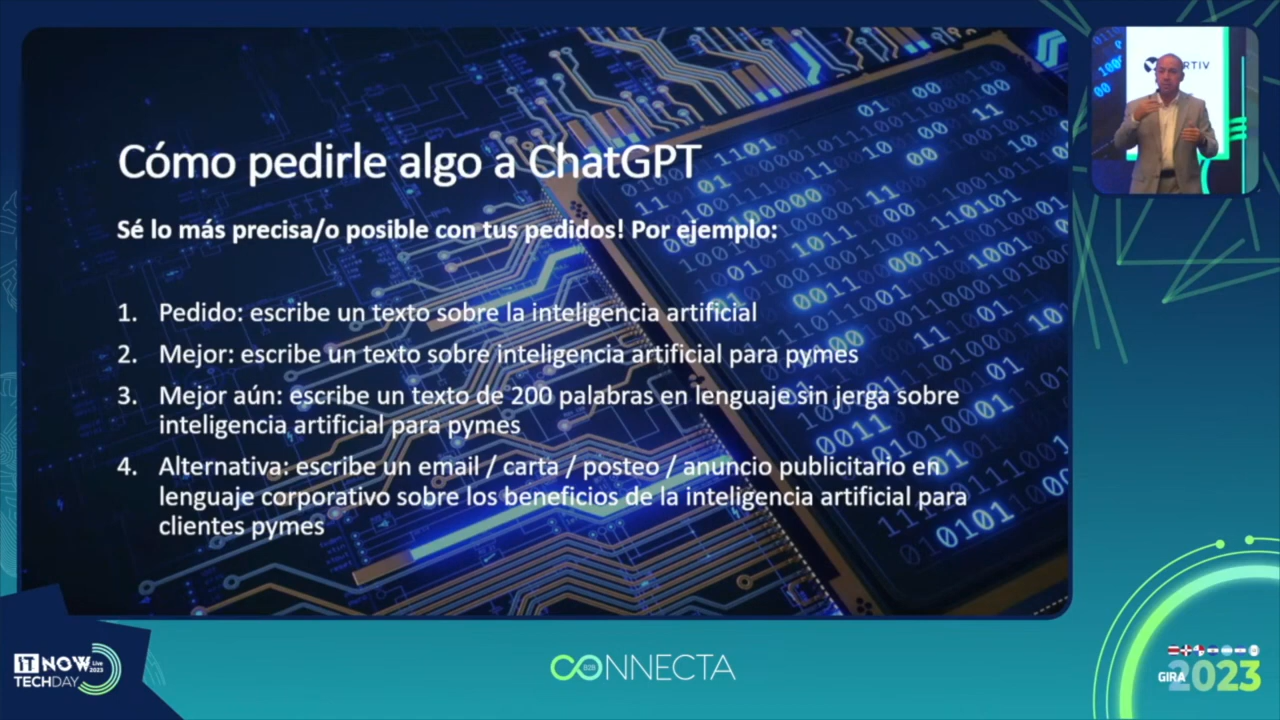 Cómo pedirle algo a ChatGPT
Sé lo más precisa/o posible con tus pedidos! Por ejemplo:
1. Pedido: escribe un texto sobre la inteligencia artificial
2. Mejor: escribe un texto sobre inteligencia artificial para pymes
3. Mejor aún: escribe un texto de 200 palabras en lenguaje sin jerga sobre
inteligencia artificial para pymes
4. Alternativa: escribe un email / carta / posteo / anuncio publicitario en
lenguaje corporativo sobre los beneficios de la inteligencia artificial para
clientes pymes
IT NOW Live 2023
TECHDAY
CONNECTA
B2B
GIRA 2023